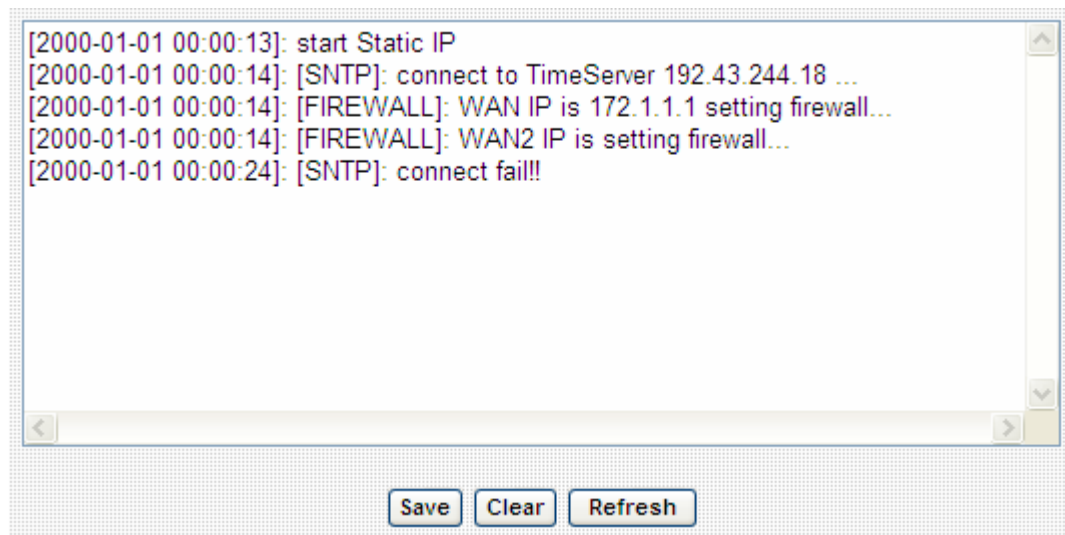 [2000-01-01 00:00:13]: start Static IP
[2000-01-01 00:00:14]: [SNTP]: connect to TimeServer 192.43.244.18 ...
[2000-01-01 00:00:14]: [FIREWALL]: WAN IP is 172.1.1.1 setting firewall...
[2000-01-01 00:00:14]: [FIREWALL]: WAN2 IP is setting firewall...
[2000-01-01 00:00:24]: [SNTP]: connect fail!!
Save Clear Refresh